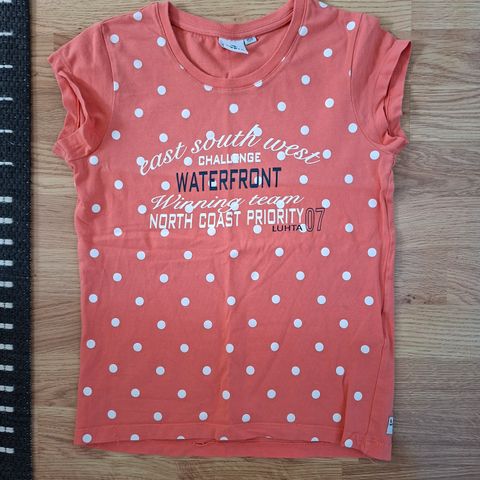 east south west
CHALLENGE
WATERFRONT
Winning team
NORTH COAST PRIORITY 07
LUHTA